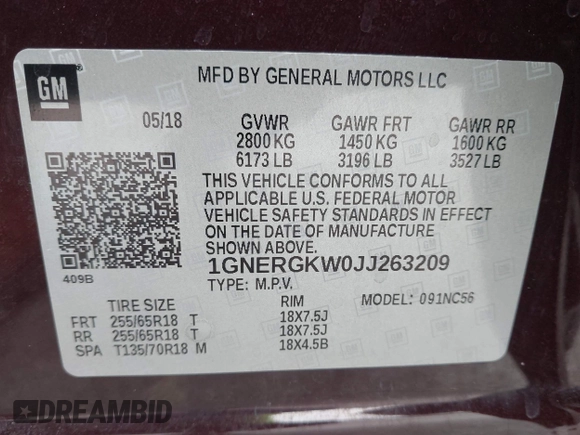 GM
MFD BY GENERAL MOTORS LLC
05/18 GVWR GAWR FRT GAWR RR
2800 KG 1450 KG 1600 KG
6173 LB 3196 LB 3527 LB
THIS VEHICLE CONFORMS TO ALL
APPLICABLE U.S. FEDERAL MOTOR
VEHICLE SAFETY STANDARDS IN EFFECT
ON THE DATE OF MANUFACTURE
SHOWN ABOVE.
409B
1GNERGKW0JJ263209
TYPE: M.P.V. MODEL: 091NC56
TIRE SIZE RIM
FRT 255/65R18 T 18X7.5J
RR 255/65R18 T 18X7.5J
SPA T135/70R18 M 18X4.5B
DREAMBID